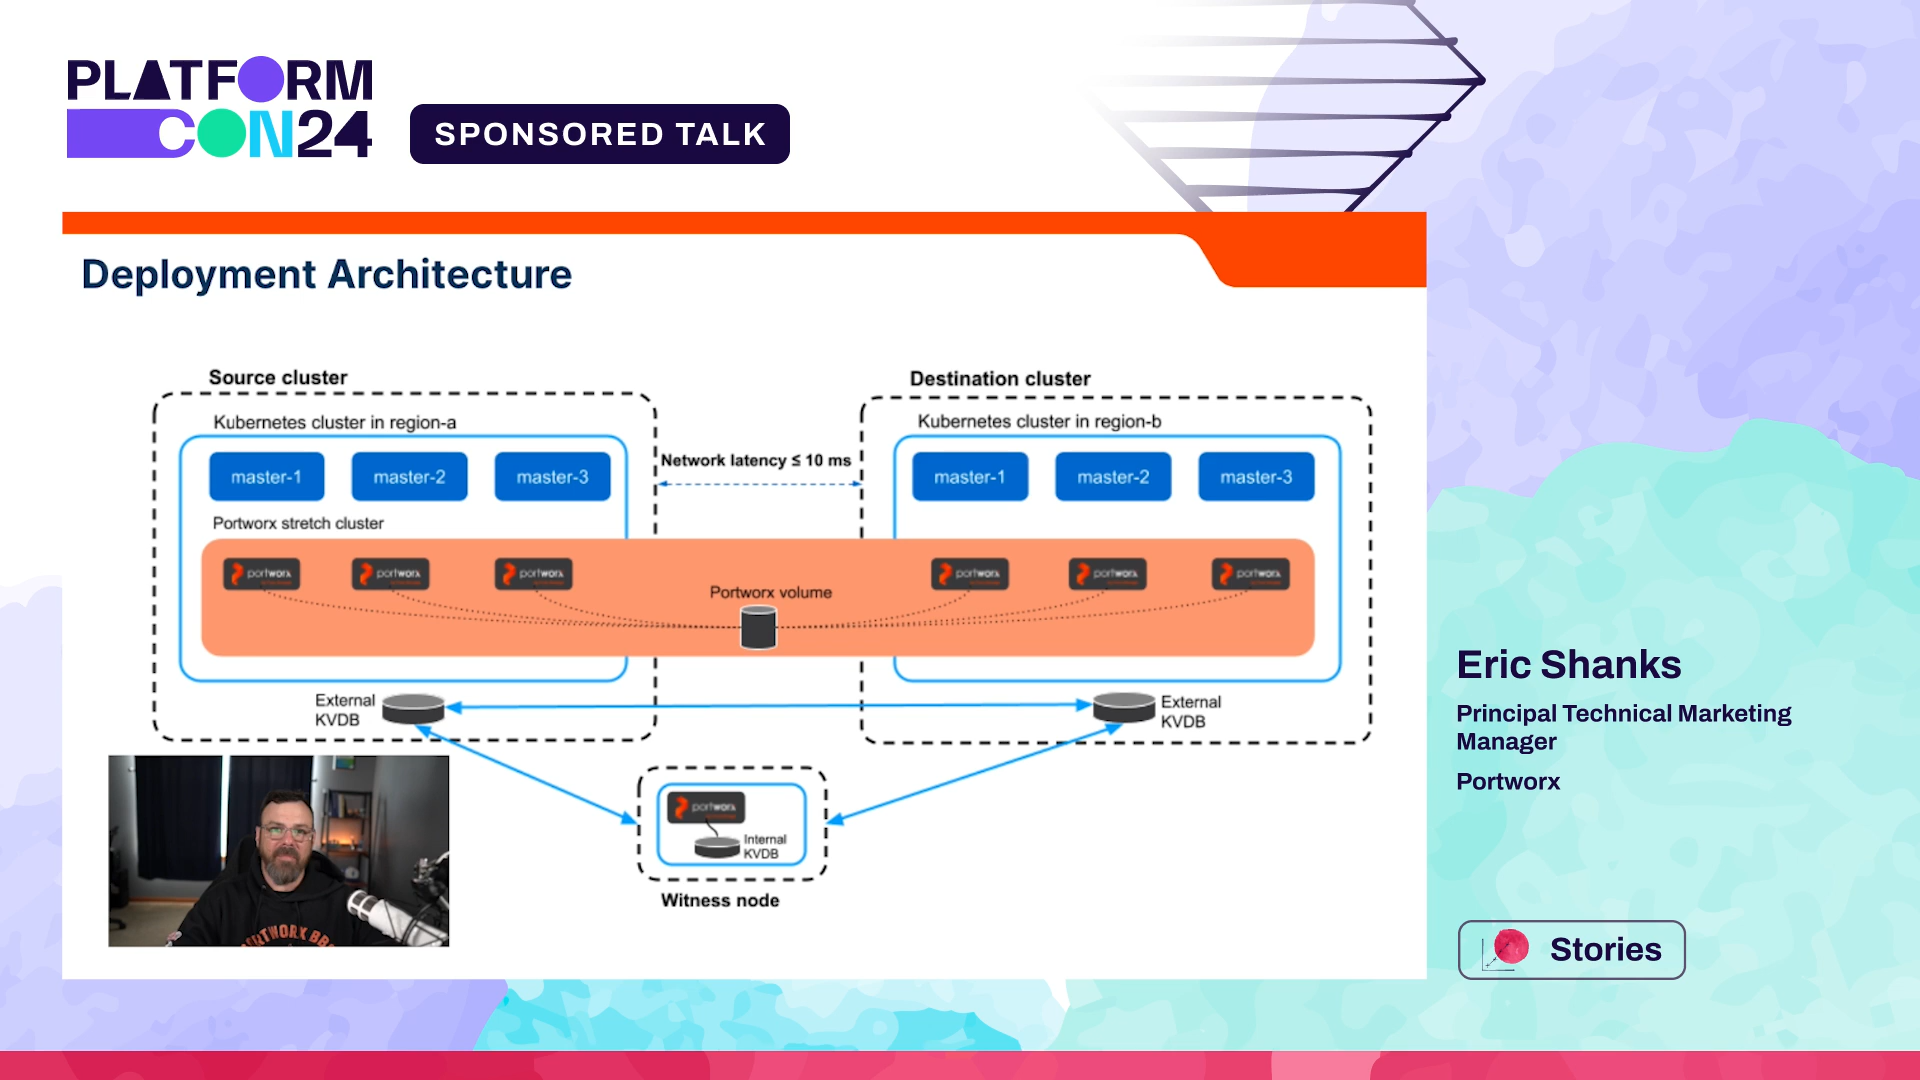 PLATFORM
CON24
SPONSORED TALK
Deployment Architecture
Source cluster
Destination cluster
Kubernetes cluster in region-a
Kubernetes cluster in region-b
master-1 master-2 master-3
Network latency ≤ 10 ms
master-1 master-2 master-3
Portworx stretch cluster
portworx portworx portworx
portworx portworx portworx
Portworx volume
External
KVDB
External
KVDB
portworx
Internal
KVDB
Witness node
Eric Shanks
Principal Technical Marketing
Manager
Portworx
Stories